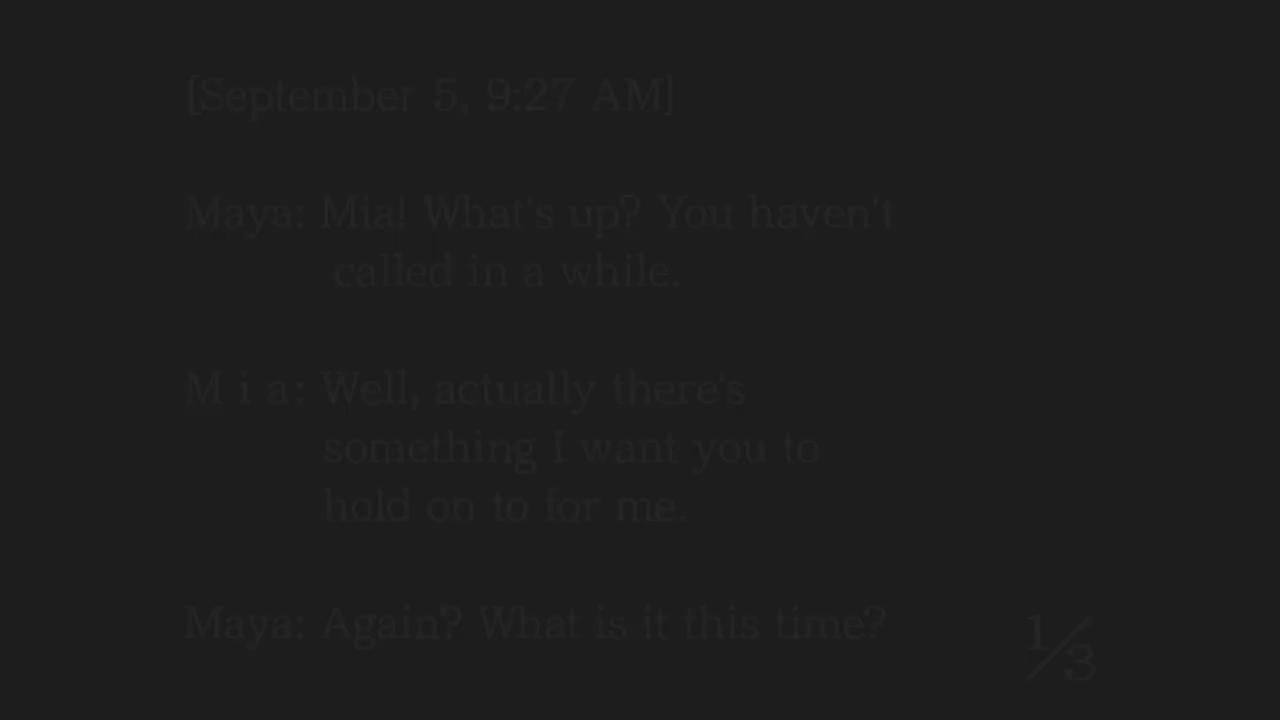 [September 5, 9:27 AM]
Maya: Mia! What's up? You haven't
called in a while.
M i a: Well, actually there's
something I want you to
hold on to for me.
Maya: Again? What is it this time?
1/3